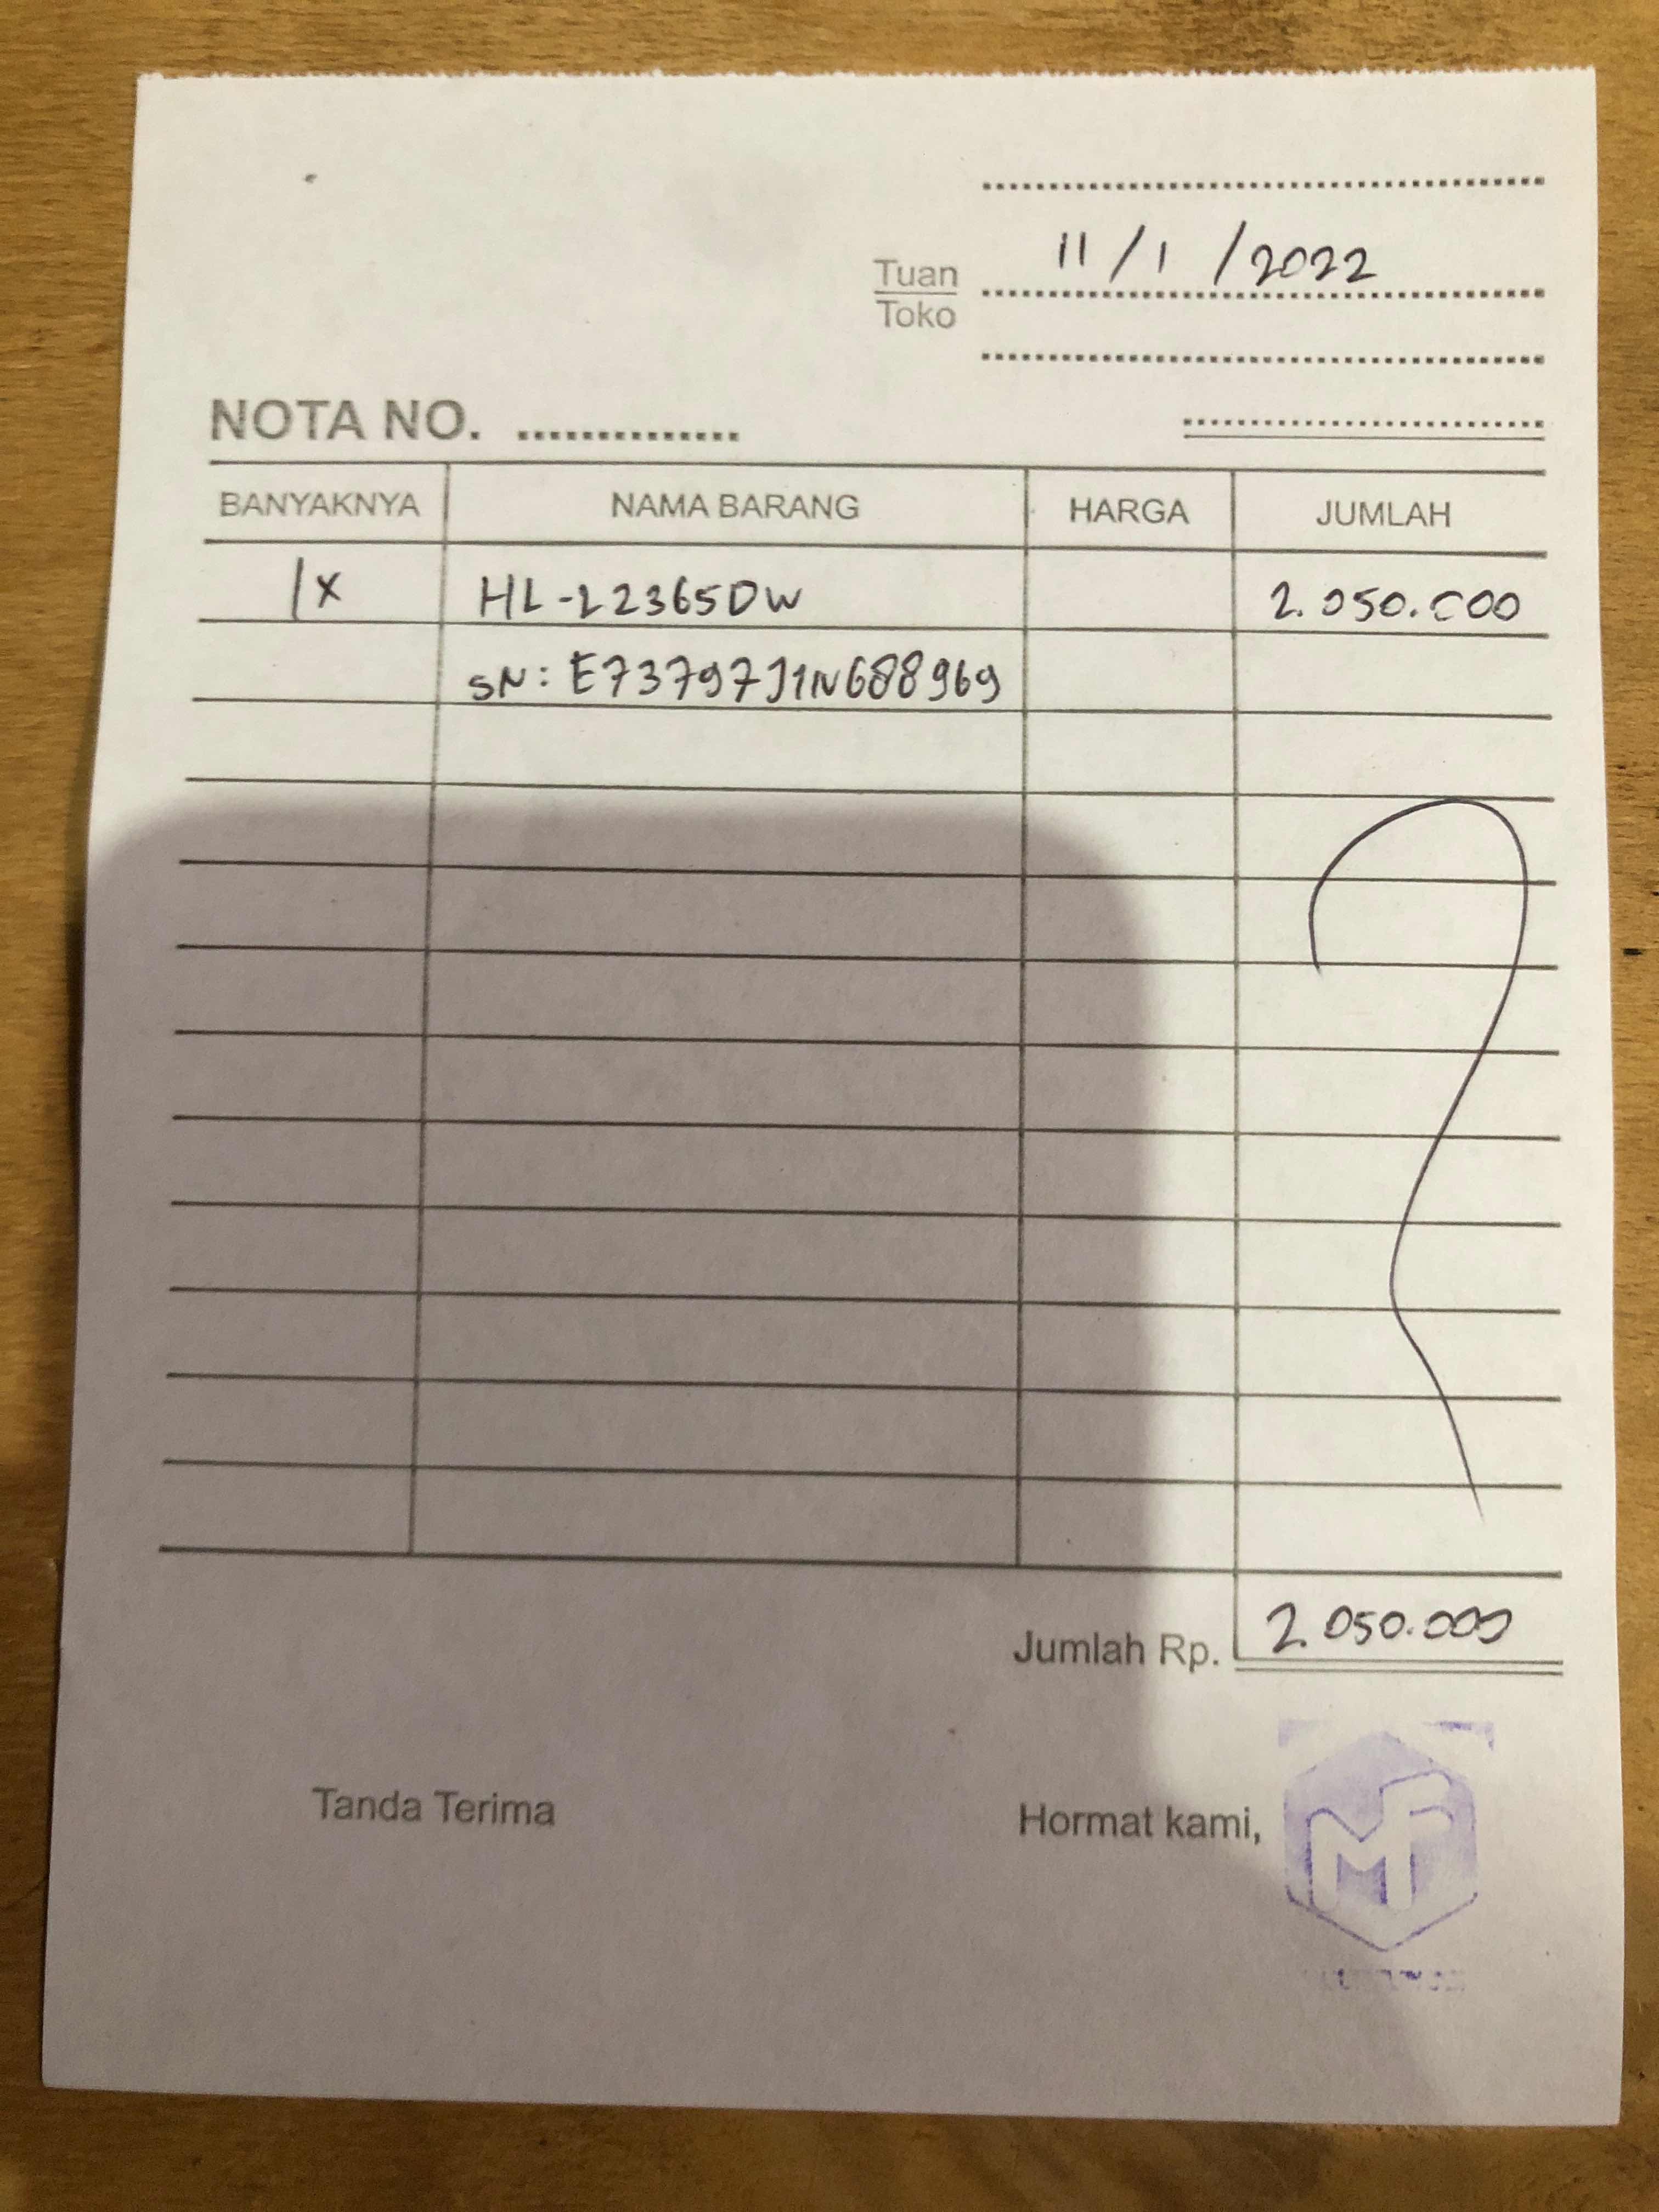 11/1/2022
Tuan
Toko
NOTA NO. ..............
BANYAKNYA NAMA BARANG HARGA JUMLAH
1x HL-L2365DW 2.050.000
SN: E73797J1N688969
Jumlah Rp. 2.050.000
Tanda Terima Hormat kami,